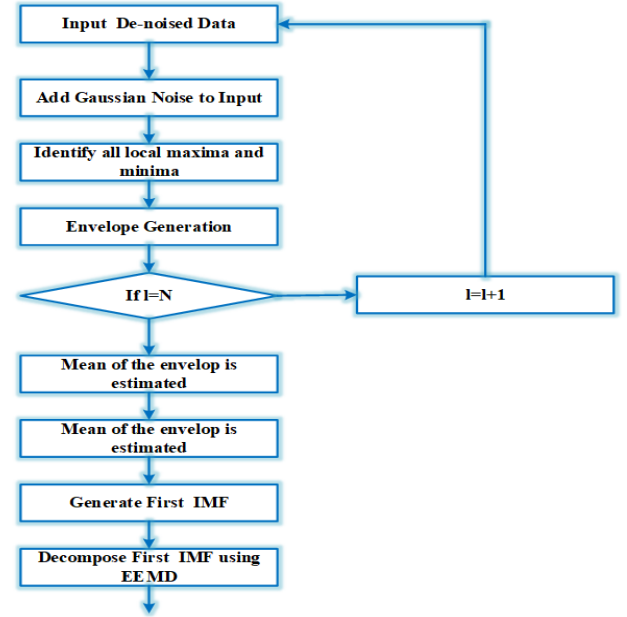 Input De-noised Data
Add Gaussian Noise to Input
Identify all local maxima and
minima
Envelope Generation
If l=N
l=l+1
Mean of the envelop is
estimated
Mean of the envelop is
estimated
Generate First IMF
Decompose First IMF using
EEMD